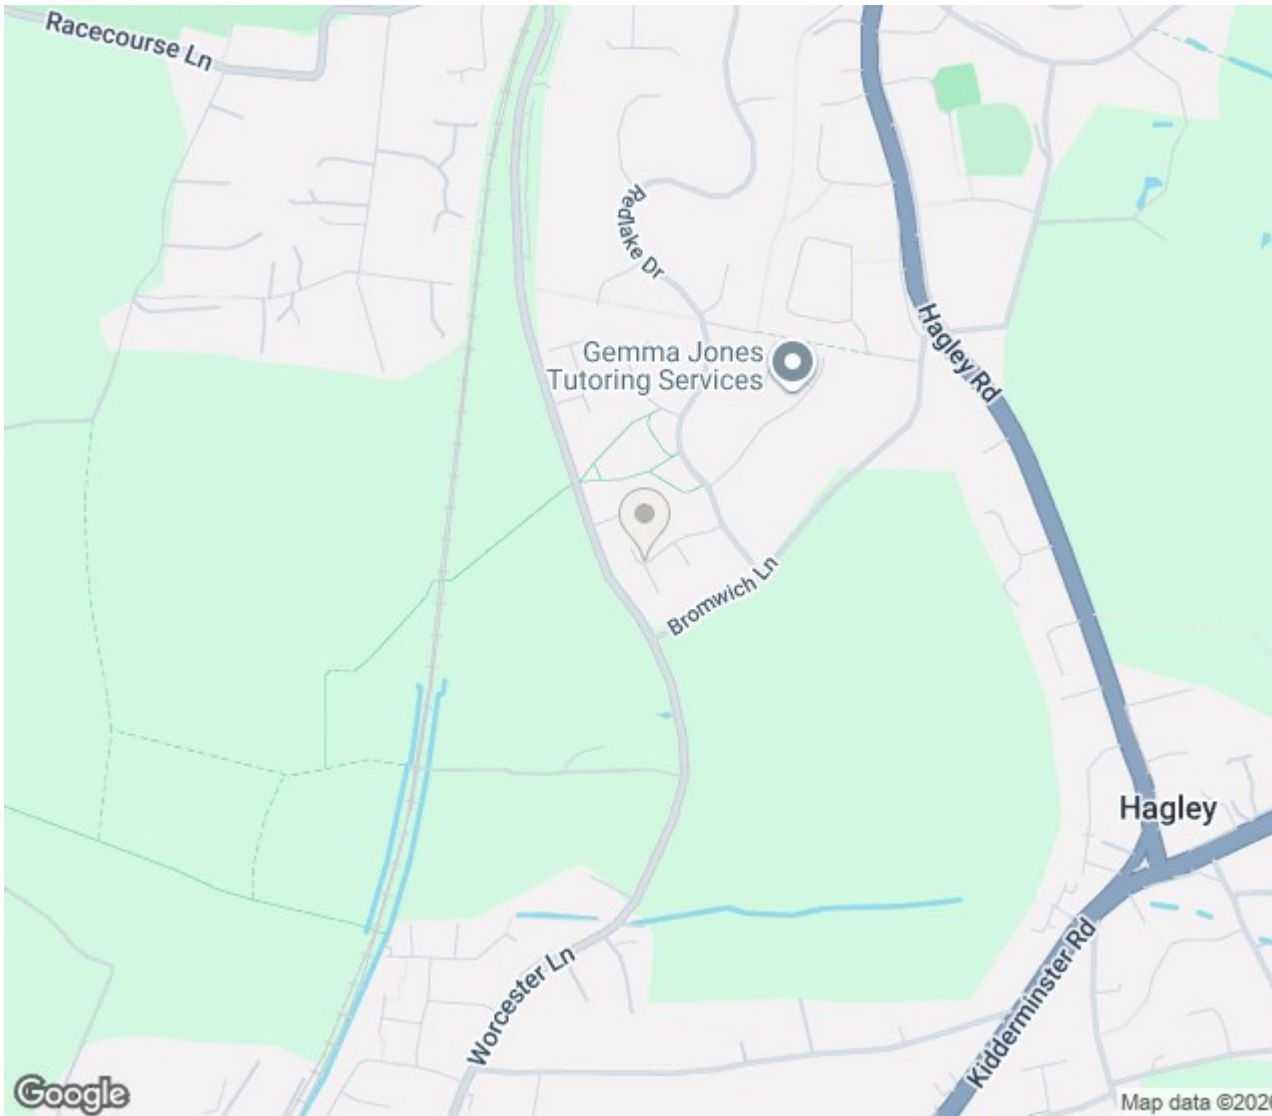 Racecourse Ln
Redlake Dr
Gemma Jones
Tutoring Services
Hagley Rd
Bromwich Ln
Hagley
Worcester Ln
Kidderminster Rd
Google
Map data ©2026